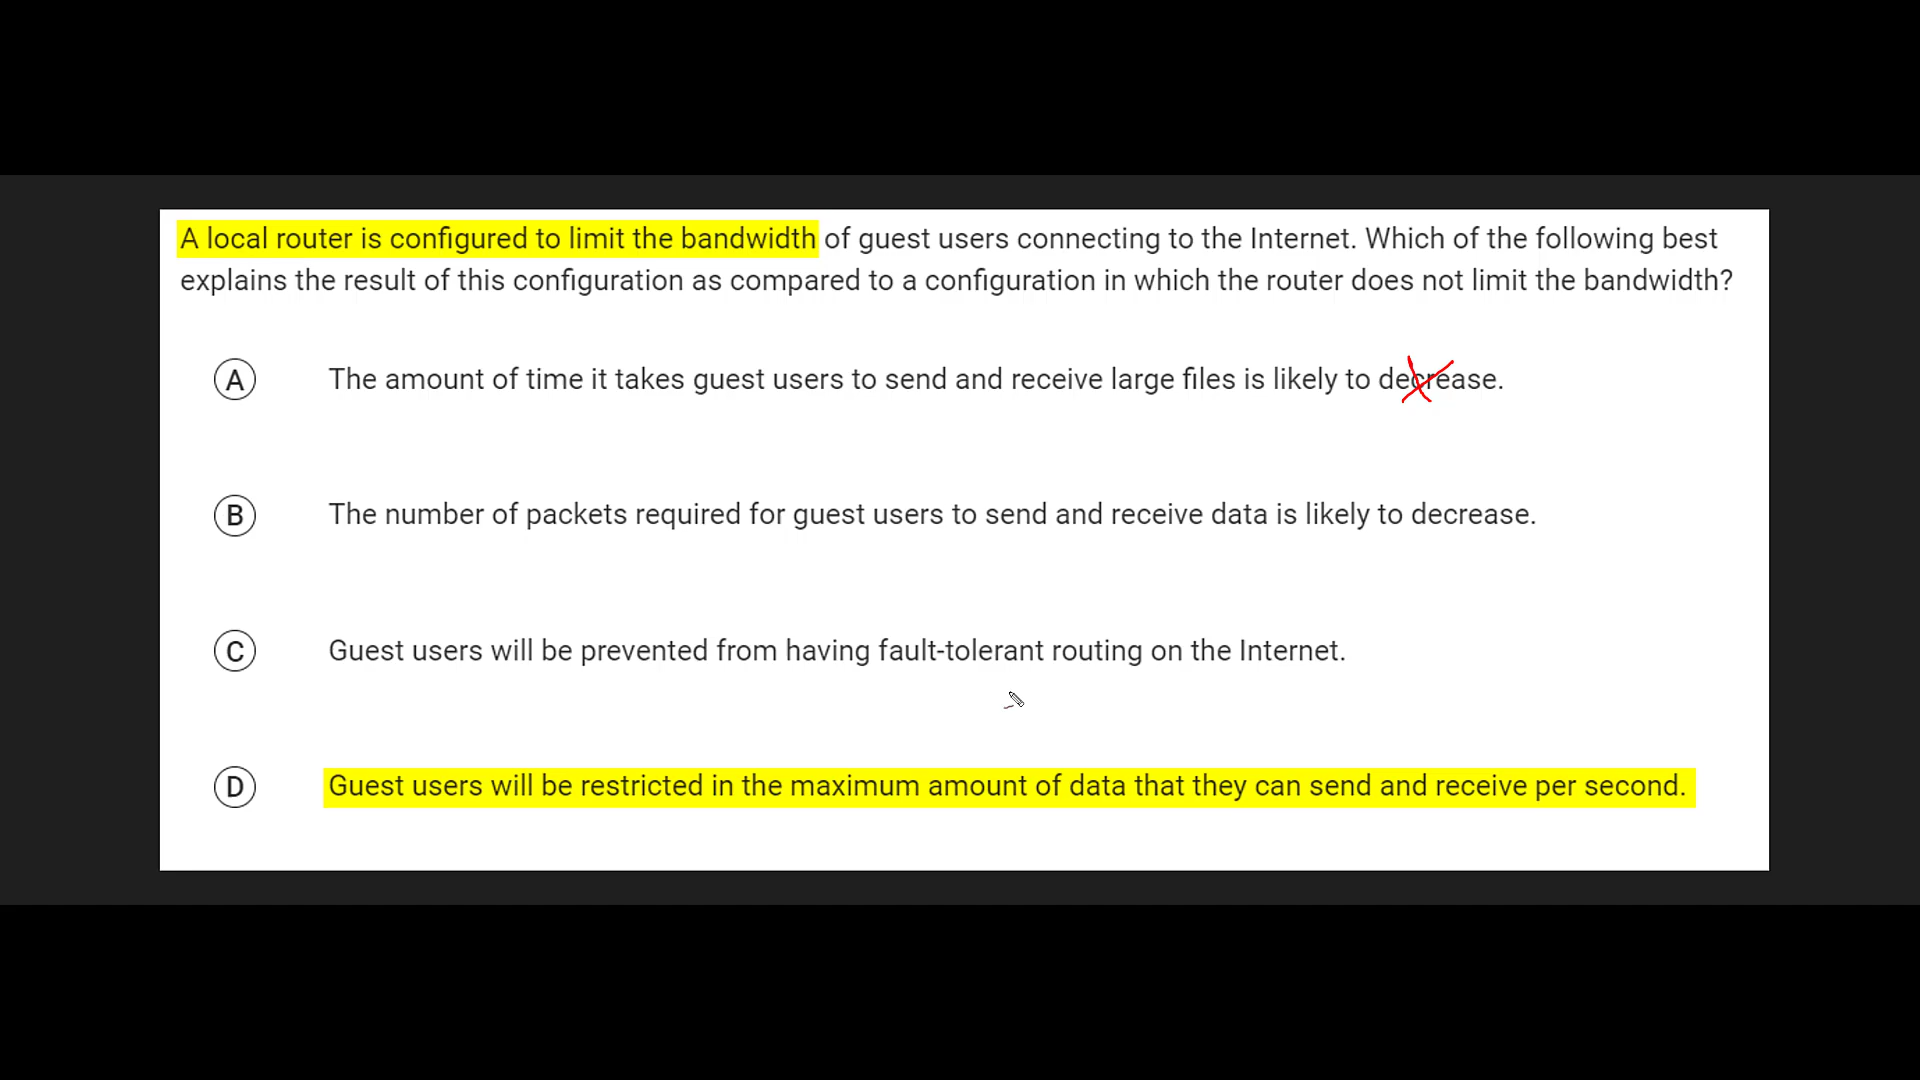 A local router is configured to limit the bandwidth of guest users connecting to the Internet. Which of the following best
explains the result of this configuration as compared to a configuration in which the router does not limit the bandwidth?
A The amount of time it takes guest users to send and receive large files is likely to decrease.
B The number of packets required for guest users to send and receive data is likely to decrease.
C Guest users will be prevented from having fault-tolerant routing on the Internet.
D Guest users will be restricted in the maximum amount of data that they can send and receive per second.